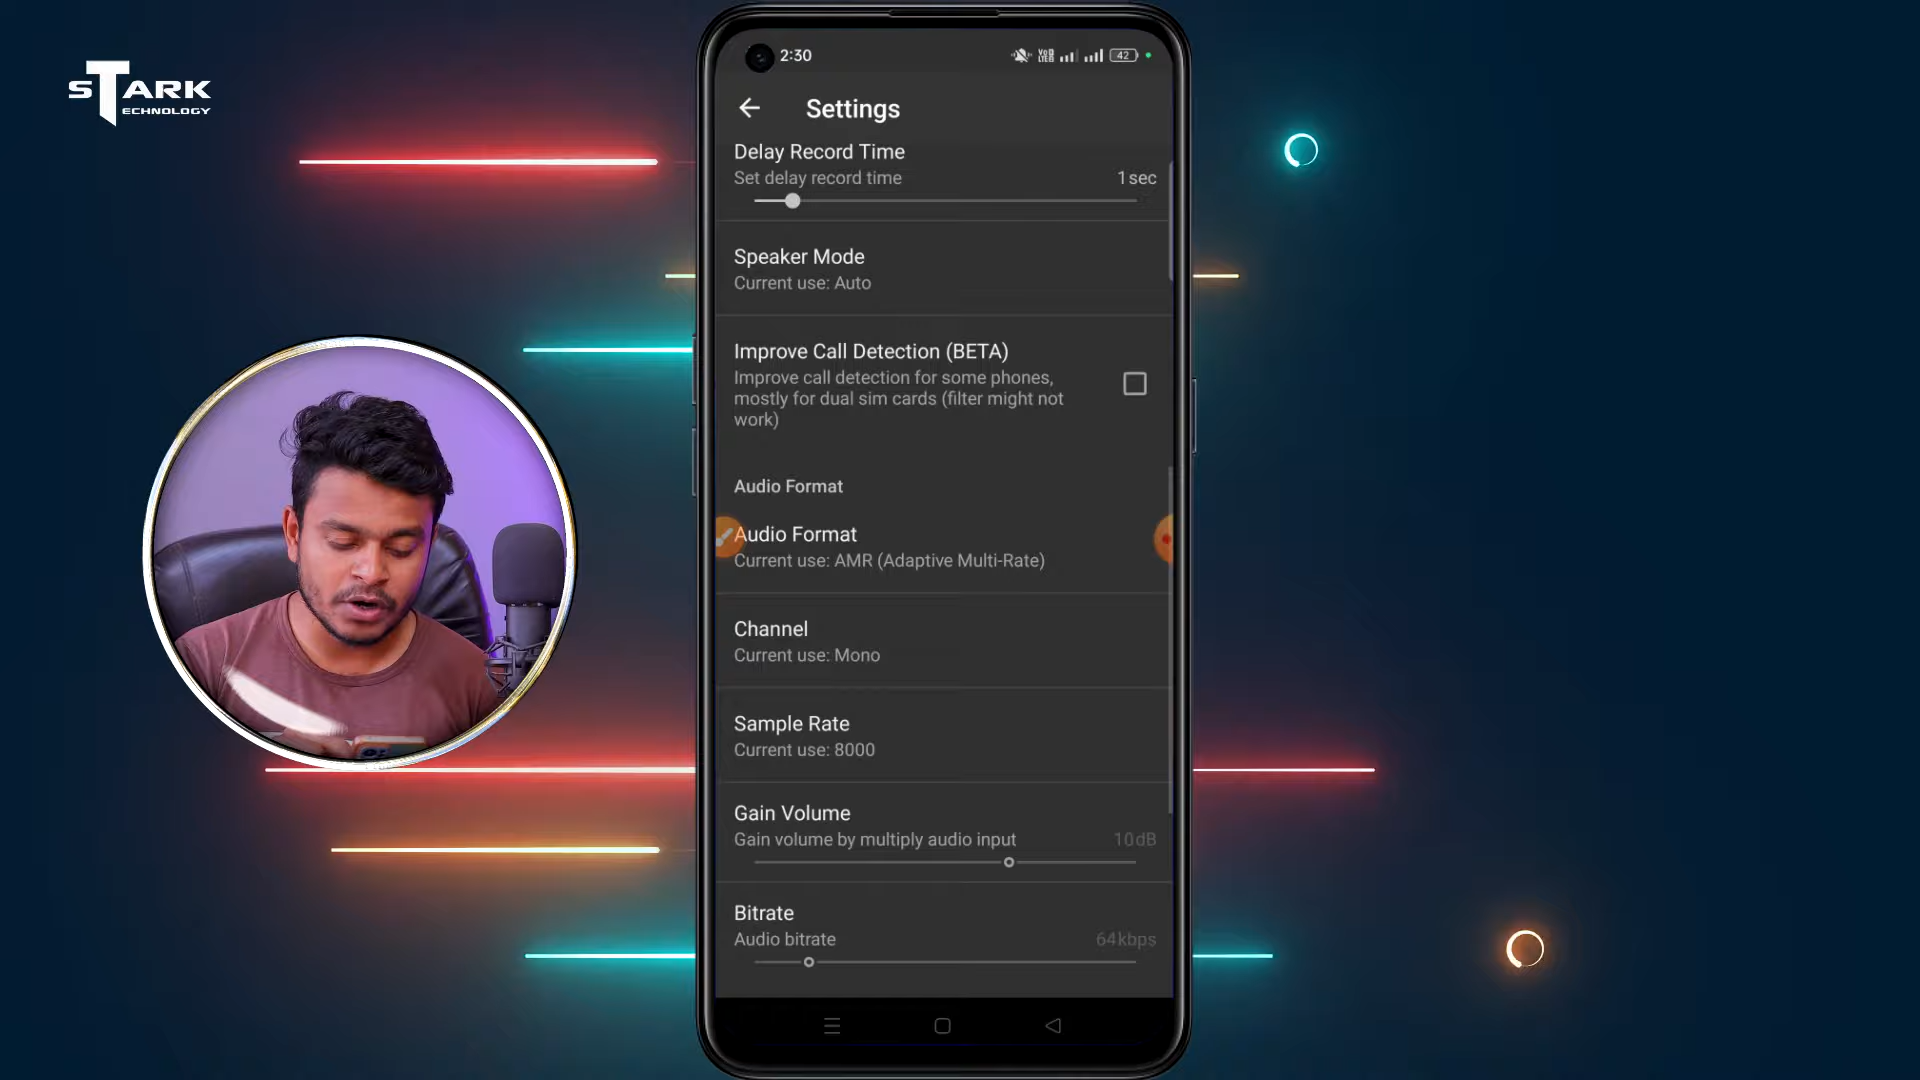 STARK
TECHNOLOGY
2:30
42
Settings
Delay Record Time
Set delay record time
1sec
Speaker Mode
Current use: Auto
Improve Call Detection (BETA)
Improve call detection for some phones,
mostly for dual sim cards (filter might not
work)
Audio Format
Audio Format
Current use: AMR (Adaptive Multi-Rate)
Channel
Current use: Mono
Sample Rate
Current use: 8000
Gain Volume
Gain volume by multiply audio input
10dB
Bitrate
Audio bitrate
64kbps